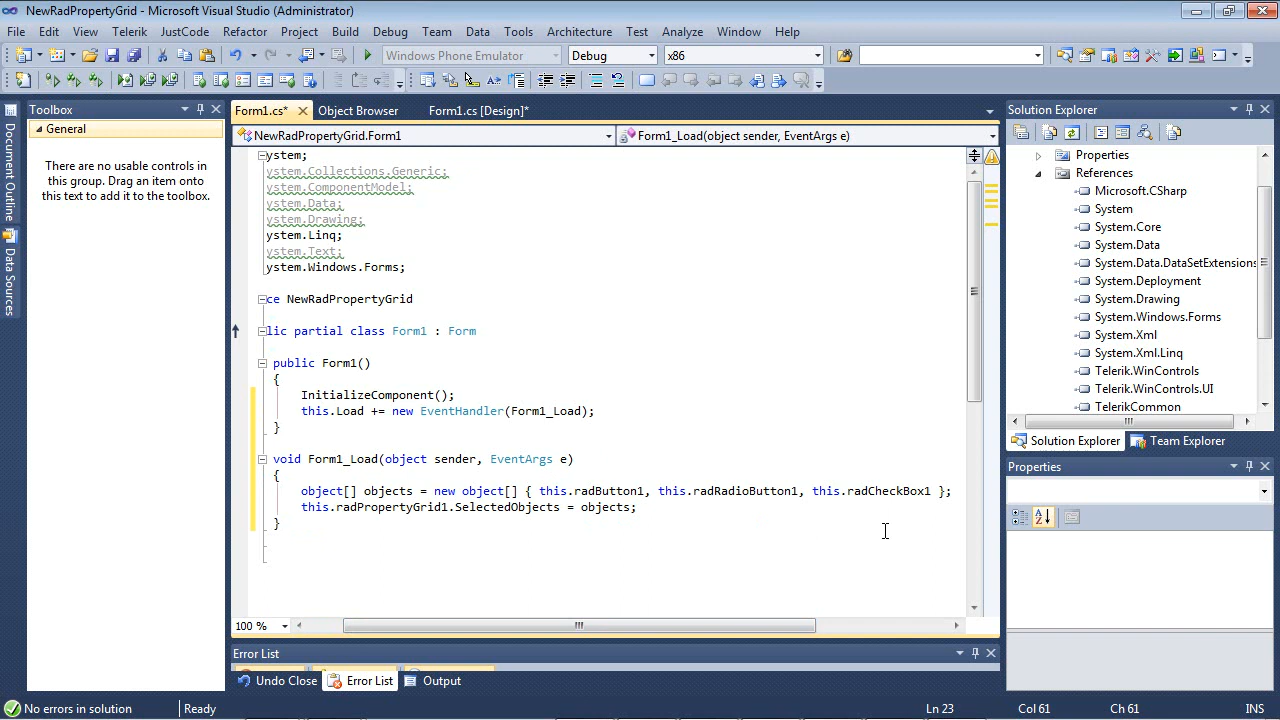 NewRadPropertyGrid - Microsoft Visual Studio (Administrator)
File Edit View Telerik JustCode Refactor Project Build Debug Team Data Tools Architecture Test Analyze Window Help
Windows Phone Emulator Debug x86
Toolbox
General
There are no usable controls in
this group. Drag an item onto
this text to add it to the toolbox.
Document Outline
Data Sources
Form1.cs* Object Browser Form1.cs [Design]*
NewRadPropertyGrid.Form1 Form1_Load(object sender, EventArgs e)
ystem;
ystem.Collections.Generic;
ystem.ComponentModel;
ystem.Data;
ystem.Drawing;
ystem.Linq;
ystem.Text;
ystem.Windows.Forms;
ce NewRadPropertyGrid
lic partial class Form1 : Form
public Form1()
{
InitializeComponent();
this.Load += new EventHandler(Form1_Load);
}
void Form1_Load(object sender, EventArgs e)
{
object[] objects = new object[] { this.radButton1, this.radRadioButton1, this.radCheckBox1 };
this.radPropertyGrid1.SelectedObjects = objects;
}
100 %
Error List
Undo Close Error List Output
Solution Explorer
Properties
References
Microsoft.CSharp
System
System.Core
System.Data
System.Data.DataSetExtensions
System.Deployment
System.Drawing
System.Windows.Forms
System.Xml
System.Xml.Linq
Telerik.WinControls
Telerik.WinControls.UI
TelerikCommon
Solution Explorer Team Explorer
Properties
No errors in solution Ready Ln 23 Col 61 Ch 61 INS